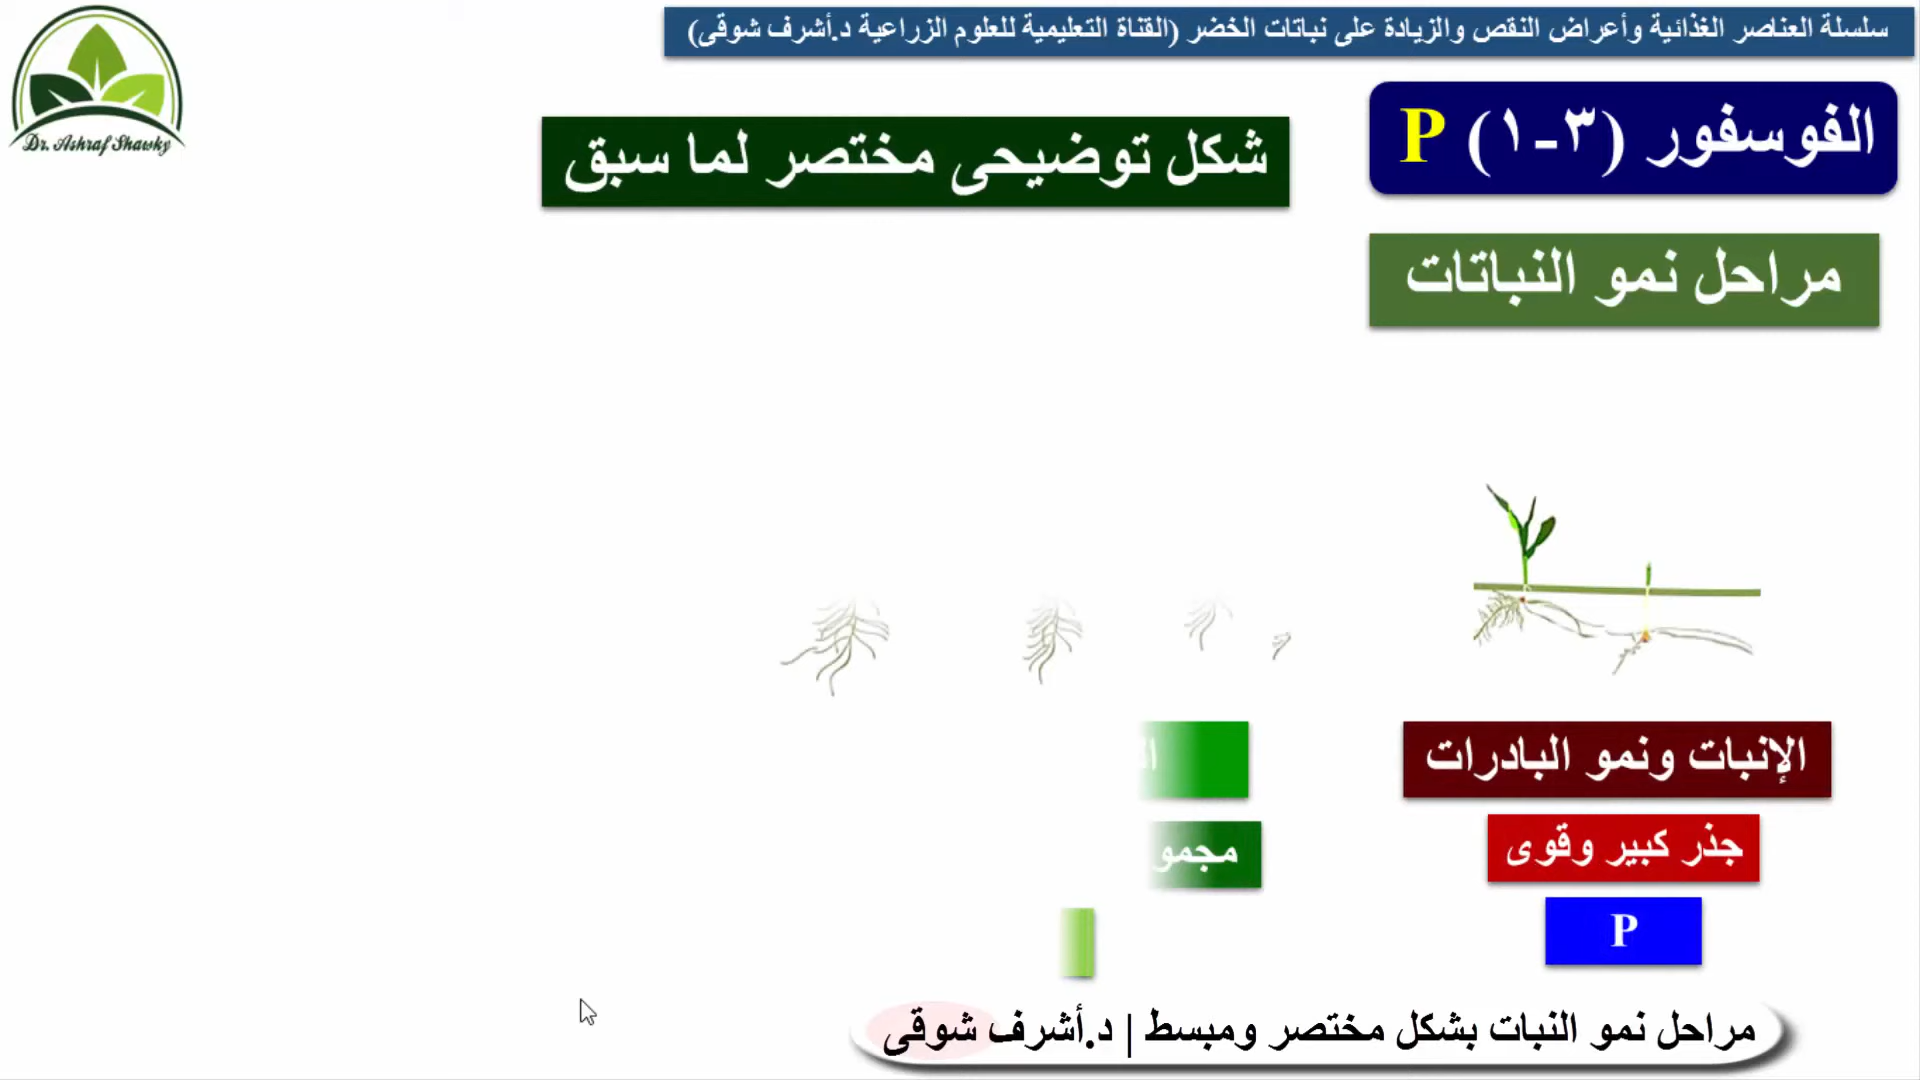 سلسلة العناصر الغذائية وأعراض النقص والزيادة على نباتات الخضر (القناة التعليمية للعلوم الزراعية د.أشرف شوقى)
Dr. Ashraf Shawky
الفوسفور (٣-١) P
شكل توضيحى مختصر لما سبق
مراحل نمو النباتات
الإنبات ونمو البادرات
جذر كبير وقوى
مجمو
P
مراحل نمو النبات بشكل مختصر ومبسط | د.أشرف شوقى